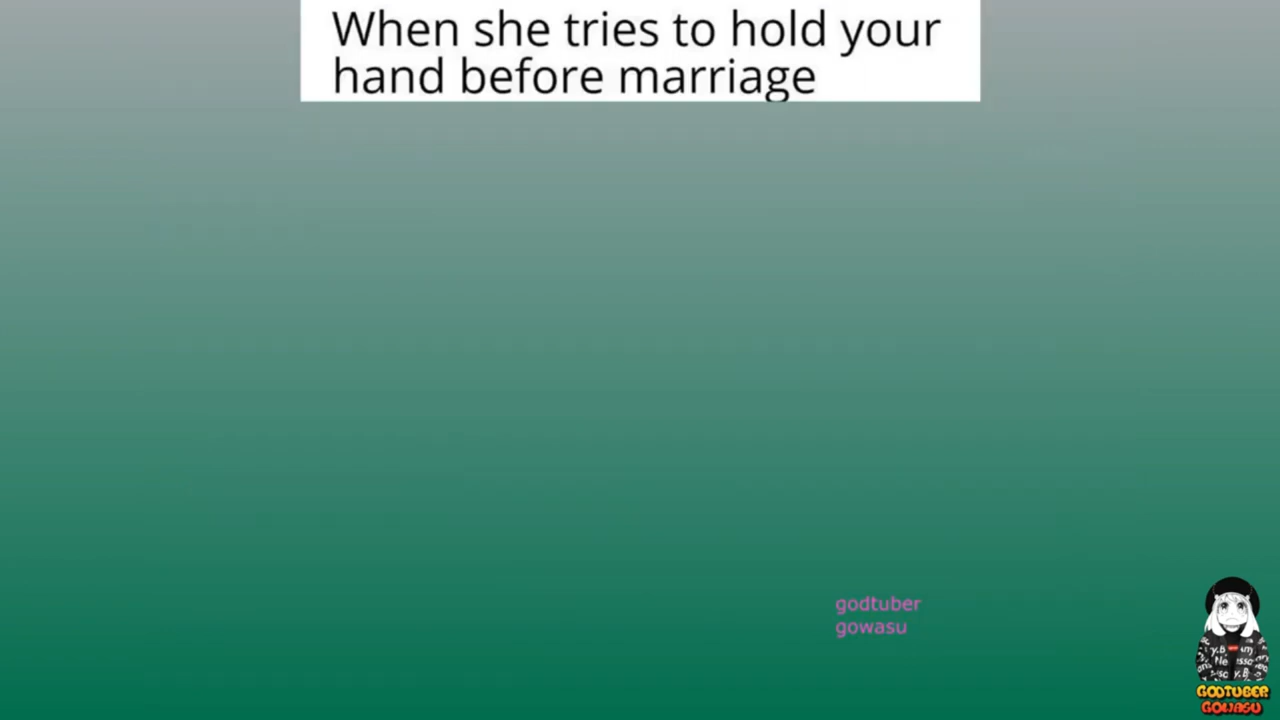 When she tries to hold your
hand before marriage
godtuber
gowasu
GODTUBER
GOWASU